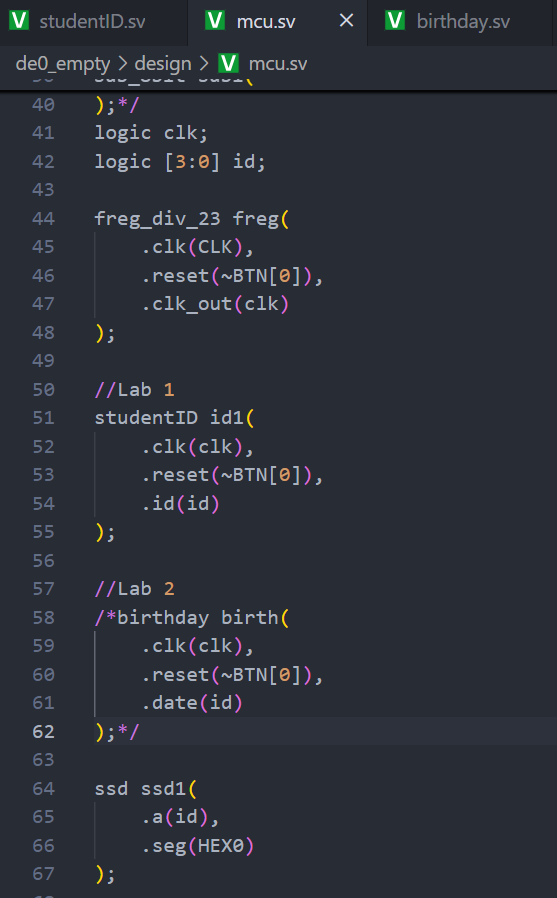 studentID.sv mcu.sv × birthday.sv
de0_empty > design > mcu.sv
40 );*/
41 logic clk;
42 logic [3:0] id;
43
44 freg_div_23 freg(
45 .clk(CLK),
46 .reset(~BTN[0]),
47 .clk_out(clk)
48 );
49
50 //Lab 1
51 studentID id1(
52 .clk(clk),
53 .reset(~BTN[0]),
54 .id(id)
55 );
56
57 //Lab 2
58 /*birthday birth(
59 .clk(clk),
60 .reset(~BTN[0]),
61 .date(id)
62 );*/
63
64 ssd ssd1(
65 .a(id),
66 .seg(HEX0)
67 );